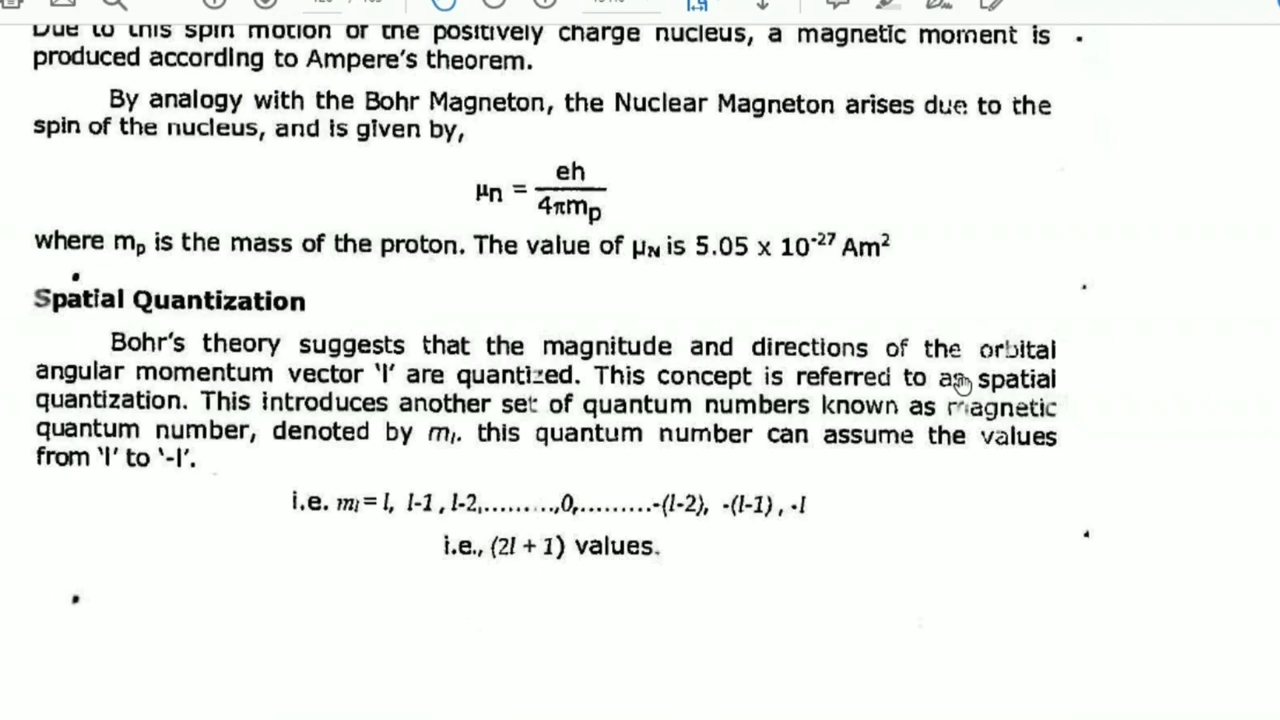 Due to this spin motion of the positively charge nucleus, a magnetic moment is
produced according to Ampere's theorem.
By analogy with the Bohr Magneton, the Nuclear Magneton arises due to the
spin of the nucleus, and is given by,
μn = eh / 4πmp
where mp is the mass of the proton. The value of μN is 5.05 x 10⁻²⁷ Am²
Spatial Quantization
Bohr's theory suggests that the magnitude and directions of the orbital
angular momentum vector 'l' are quantized. This concept is referred to as spatial
quantization. This introduces another set of quantum numbers known as magnetic
quantum number, denoted by ml. this quantum number can assume the values
from 'l' to '-l'.
i.e. ml = l, l-1, l-2,..........,0,..........-(l-2), -(l-1), -l
i.e., (2l + 1) values.